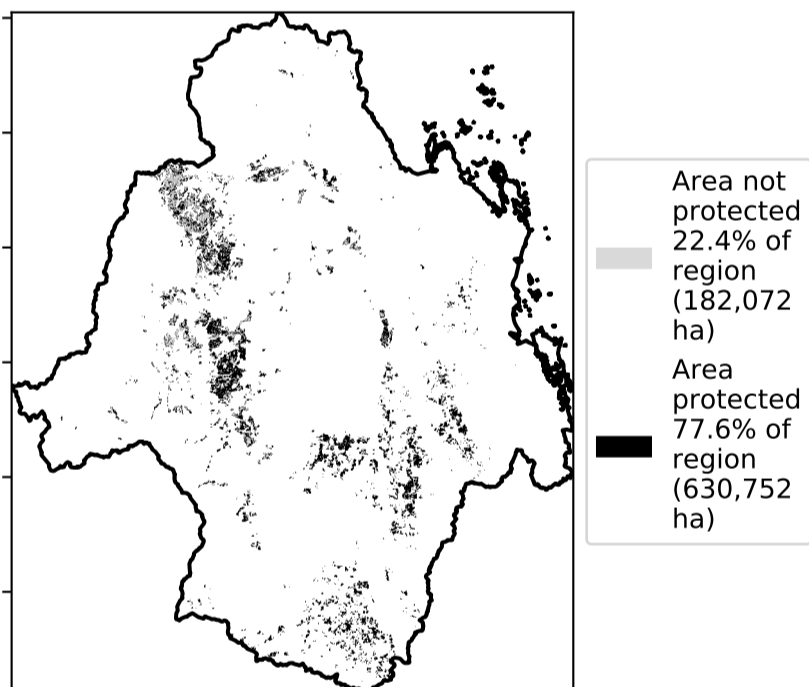 Area not
protected
22.4% of
region
(182,072
ha)
Area
protected
77.6% of
region
(630,752
ha)